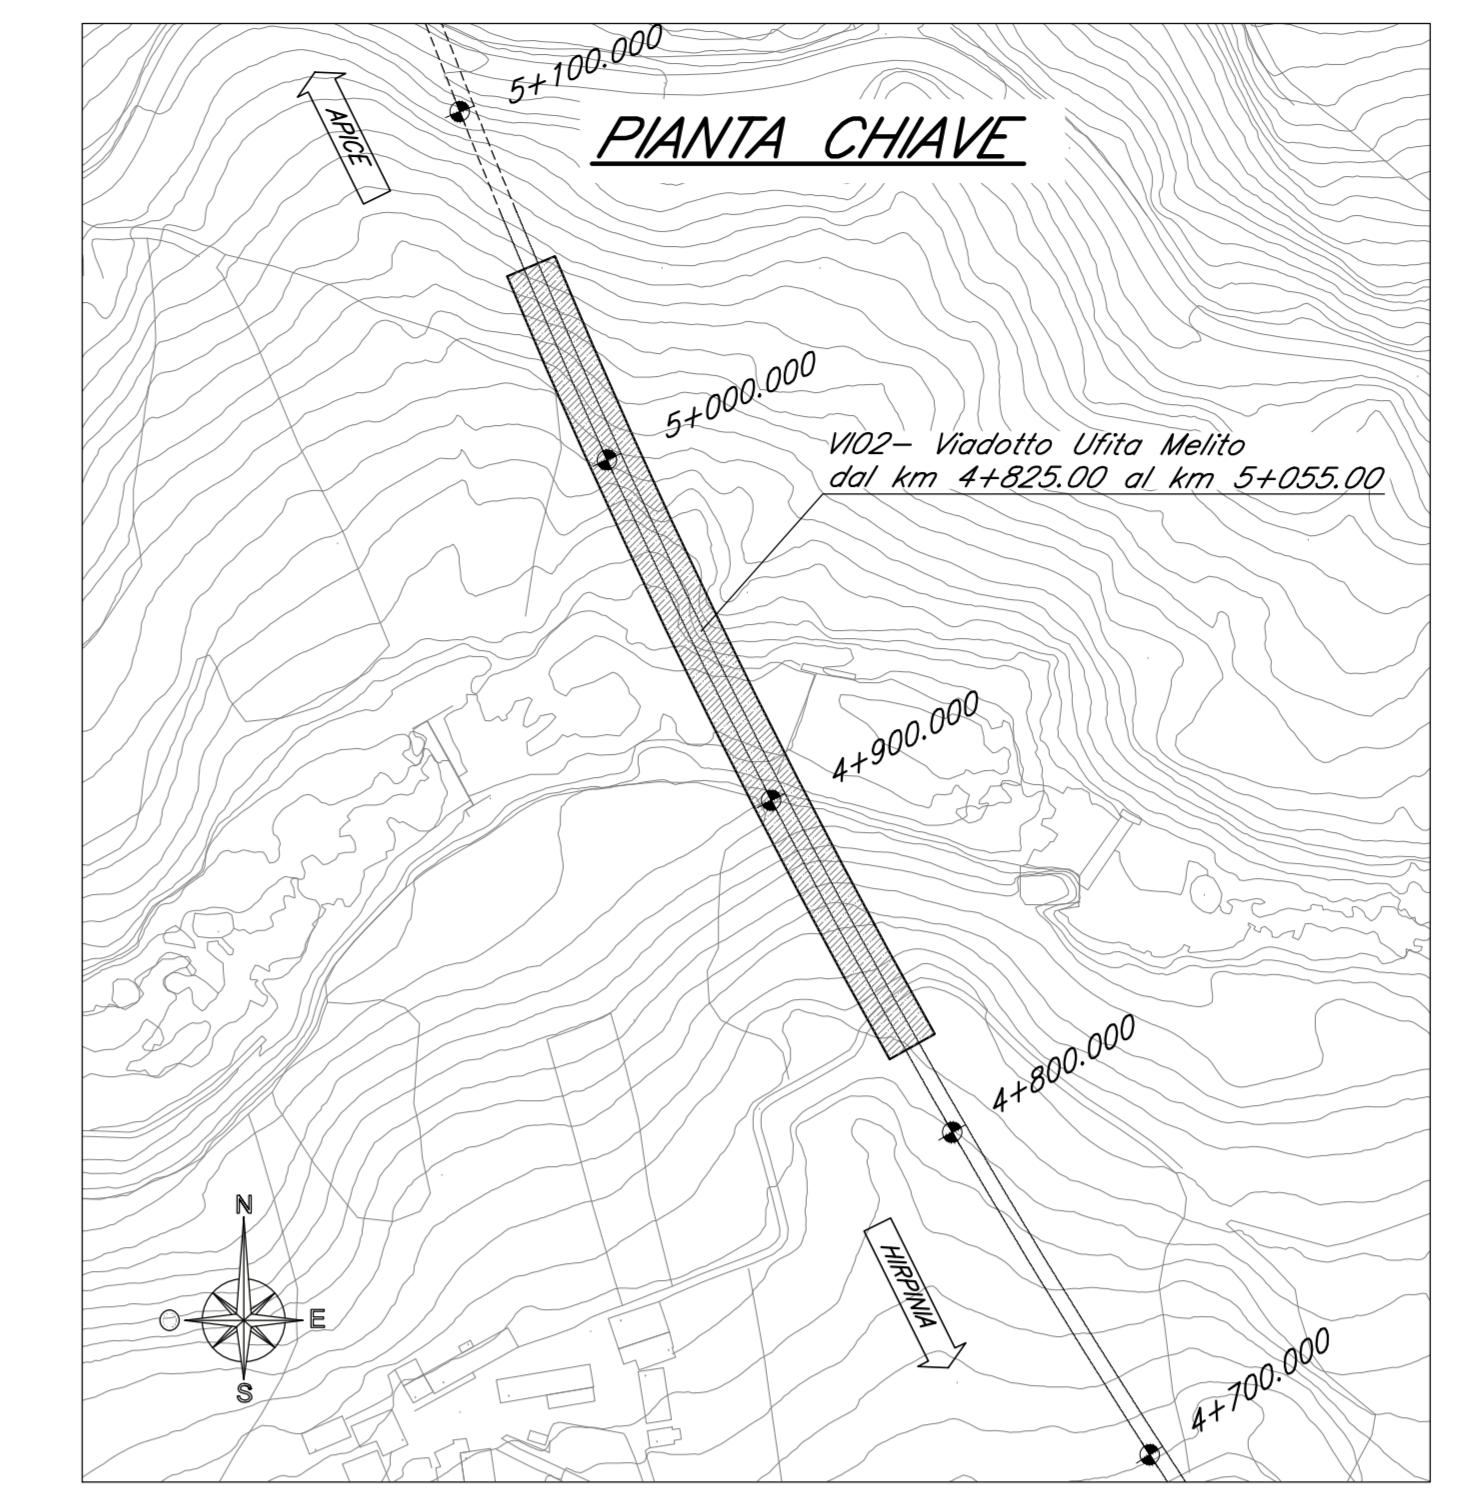 5+100.000
APICE
PIANTA CHIAVE
5+000.000
VI02- Viadotto Ufita Melito
dal km 4+825.00 al km 5+055.00
4+900.000
4+800.000
N
O E
S
HIRPINIA
4+700.000